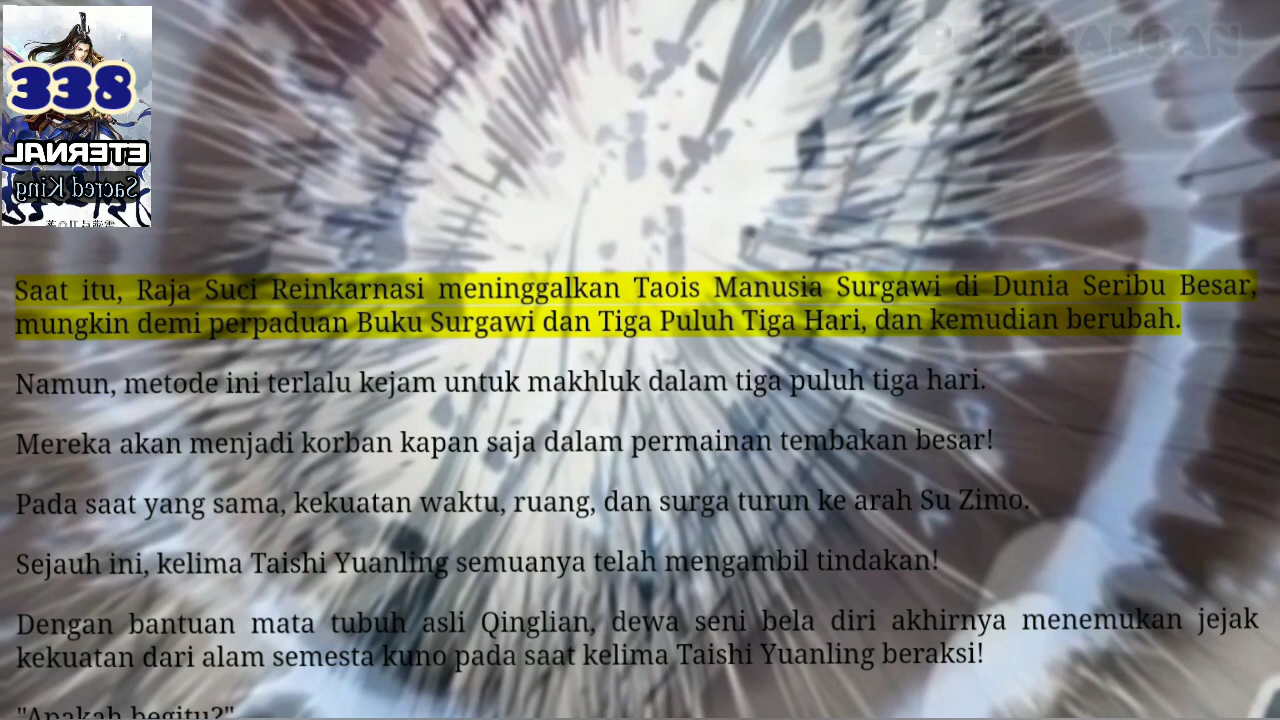 338
ETERNAL
Sacred King
Saat itu, Raja Suci Reinkarnasi meninggalkan Taois Manusia Surgawi di Dunia Seribu Besar,
mungkin demi perpaduan Buku Surgawi dan Tiga Puluh Tiga Hari, dan kemudian berubah.
Namun, metode ini terlalu kejam untuk makhluk dalam tiga puluh tiga hari.
Mereka akan menjadi korban kapan saja dalam permainan tembakan besar!
Pada saat yang sama, kekuatan waktu, ruang, dan surga turun ke arah Su Zimo.
Sejauh ini, kelima Taishi Yuanling semuanya telah mengambil tindakan!
Dengan bantuan mata tubuh asli Qinglian, dewa seni bela diri akhirnya menemukan jejak
kekuatan dari alam semesta kuno pada saat kelima Taishi Yuanling beraksi!
"Apakah begitu?"